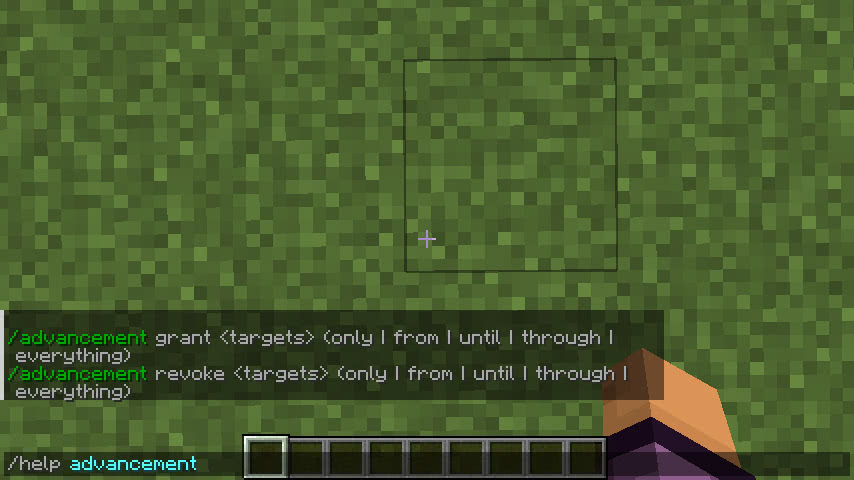 /advancement grant <targets> (only | from | until | through |
everything)
/advancement revoke <targets> (only | from | until | through |
everything)
/help advancement